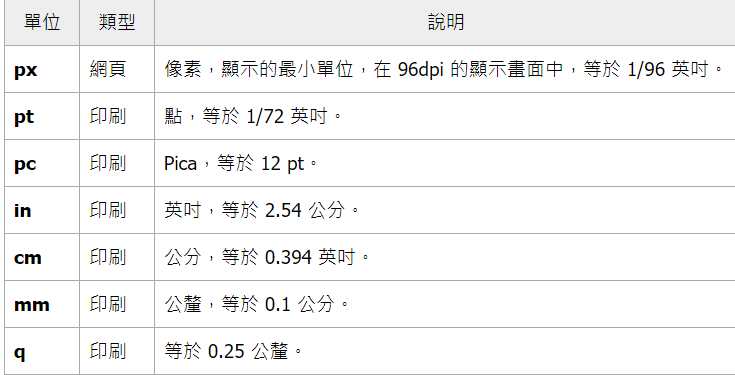 單位 類型 說明
px 網頁 像素，顯示的最小單位，在 96dpi 的顯示畫面中，等於 1/96 英吋。
pt 印刷 點，等於 1/72 英吋。
pc 印刷 Pica，等於 12 pt。
in 印刷 英吋，等於 2.54 公分。
cm 印刷 公分，等於 0.394 英吋。
mm 印刷 公釐，等於 0.1 公分。
q 印刷 等於 0.25 公釐。